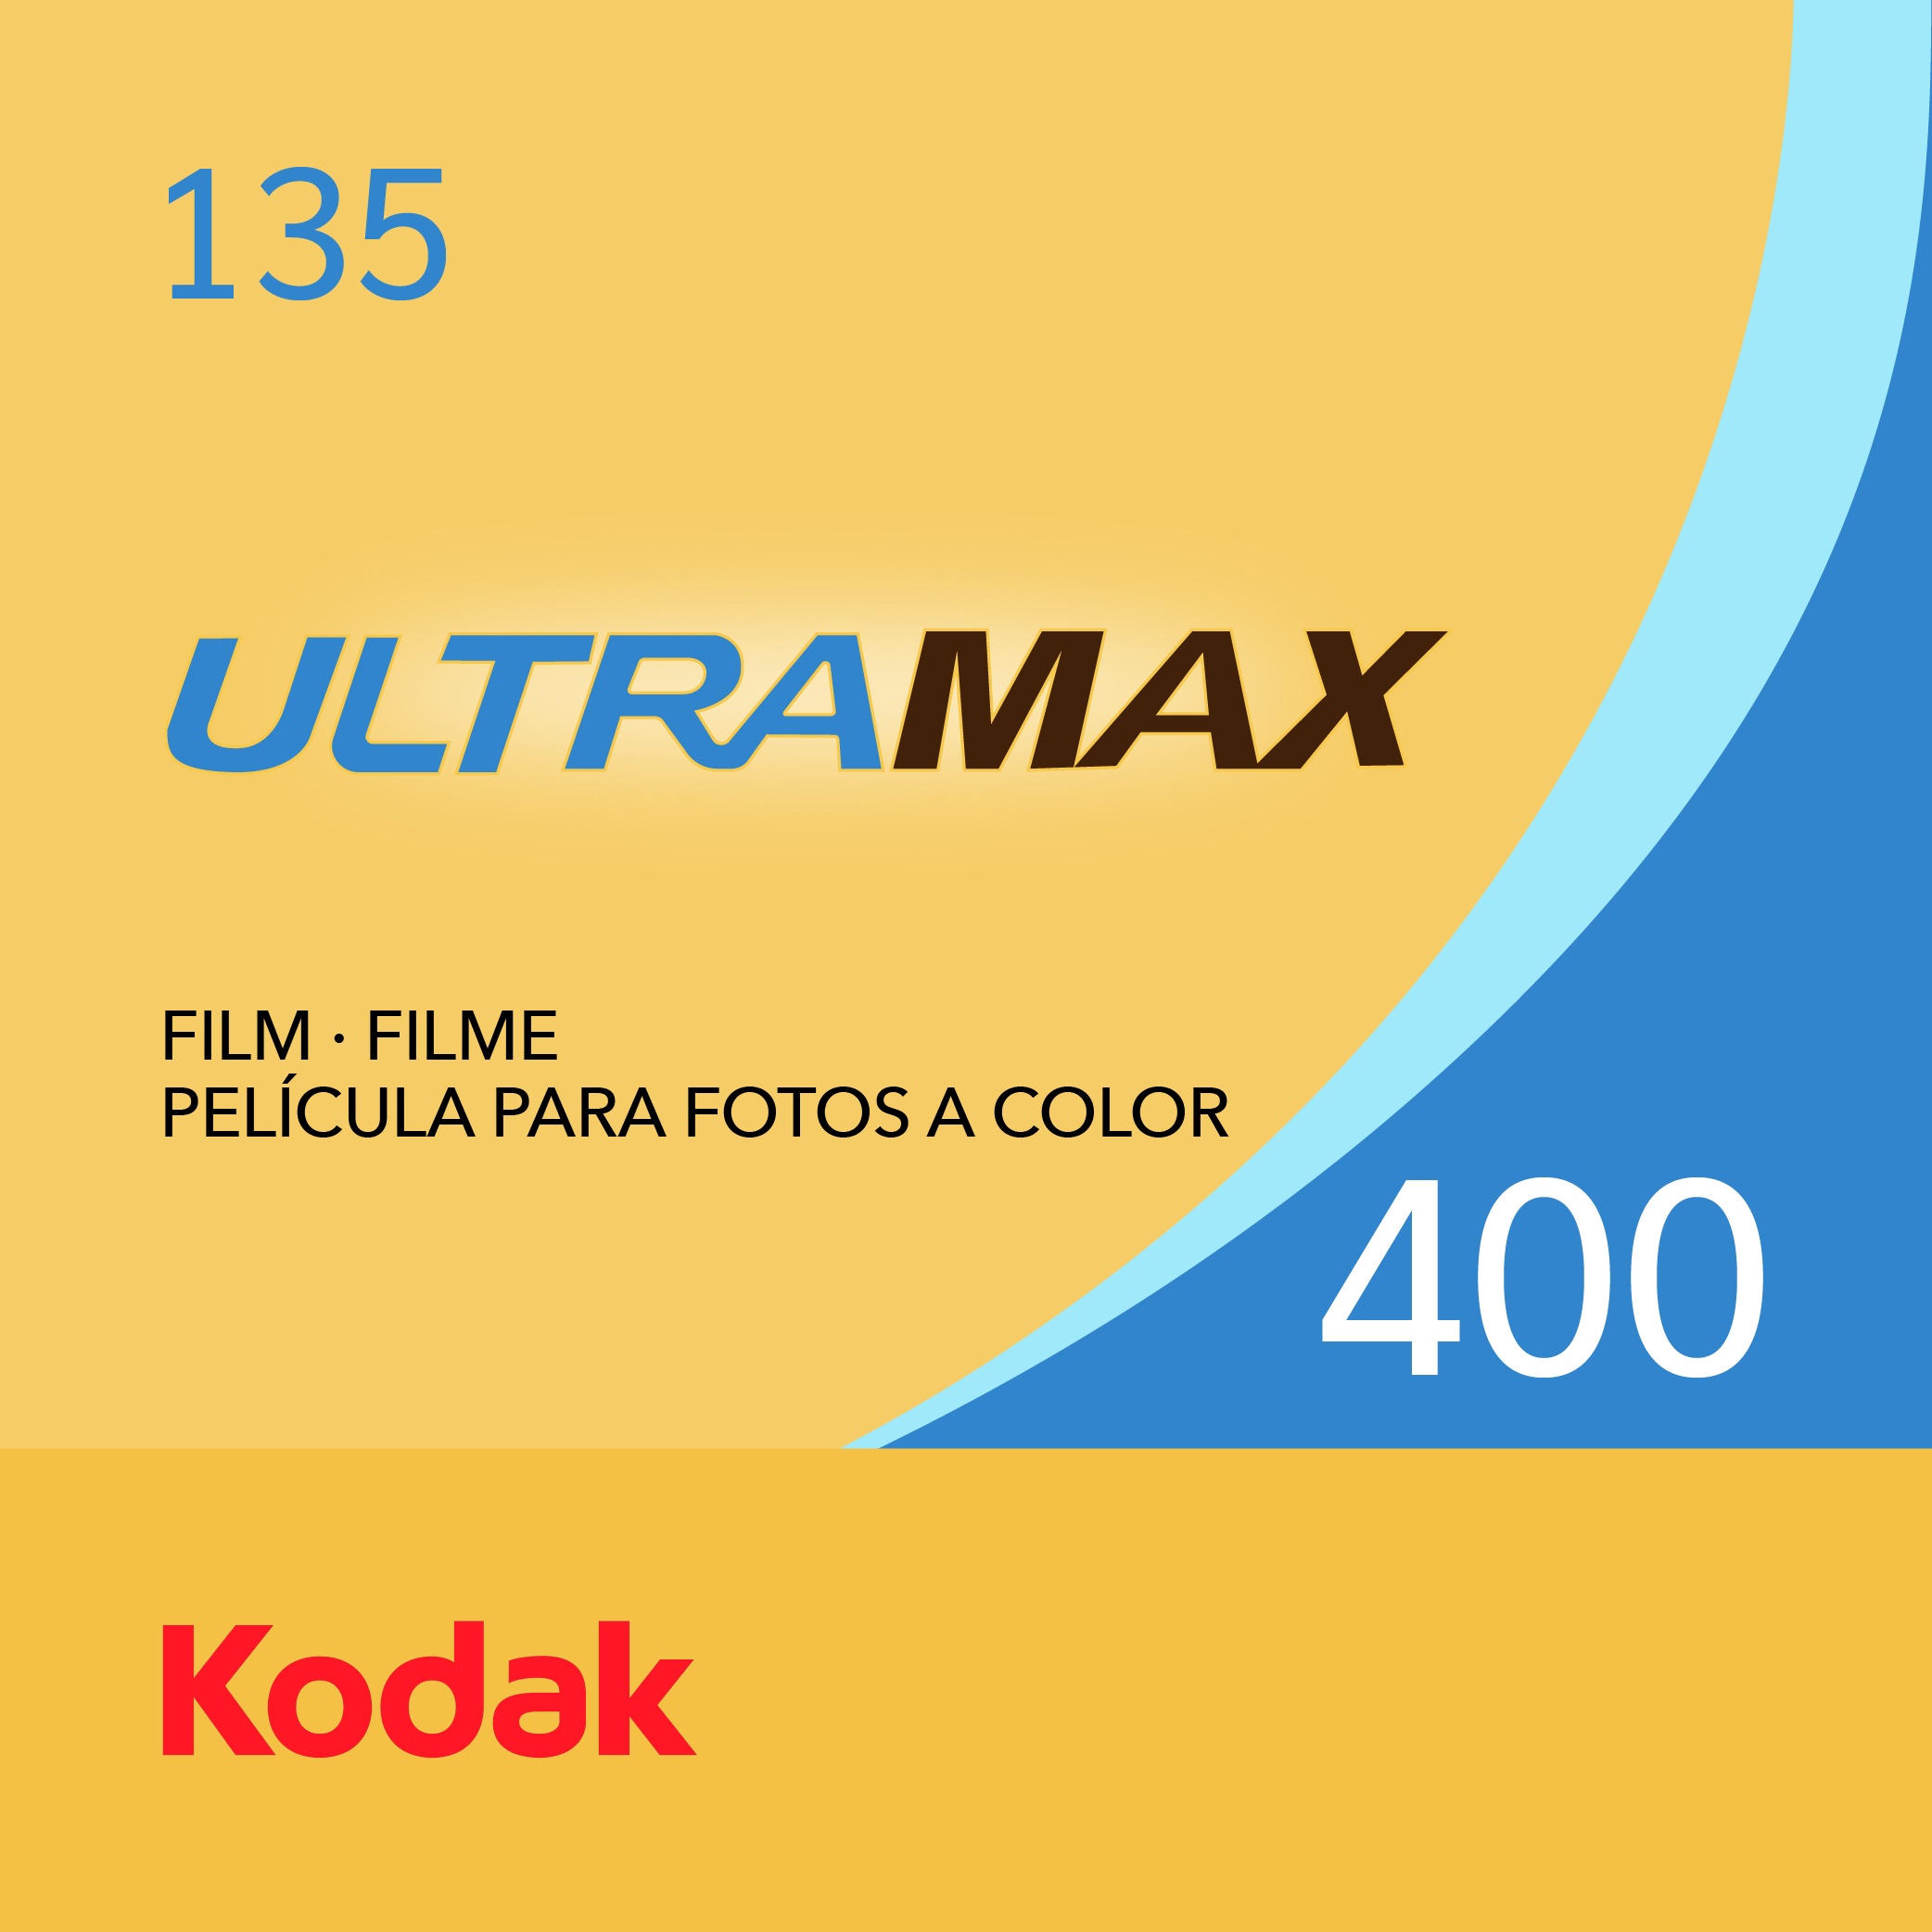 135
ULTRAMAX
FILM · FILME
PELÍCULA PARA FOTOS A COLOR
400
Kodak